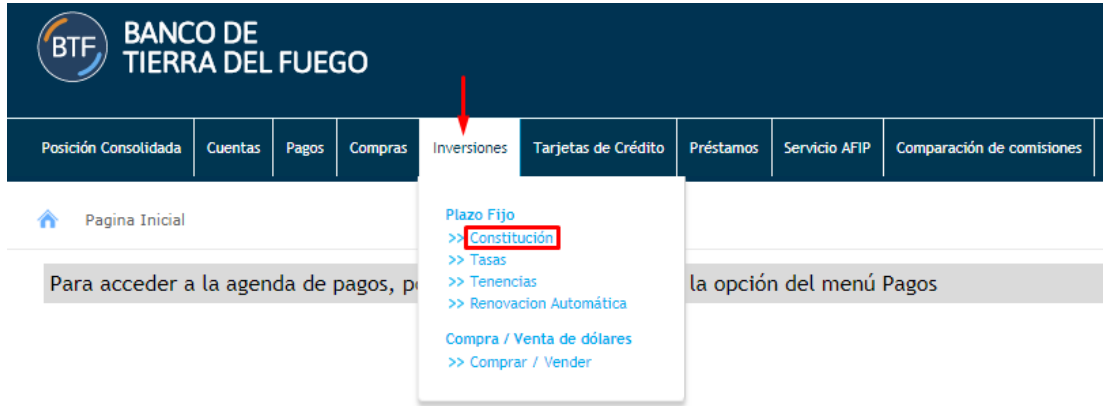 BTF
BANCO DE
TIERRA DEL FUEGO
Posición Consolidada Cuentas Pagos Compras Inversiones Tarjetas de Crédito Préstamos Servicio AFIP Comparación de comisiones
Pagina Inicial
Plazo Fijo
>> Constitución
>> Tasas
>> Tenencias
>> Renovacion Automática
Compra / Venta de dólares
>> Comprar / Vender
Para acceder a la agenda de pagos, la opción del menú Pagos